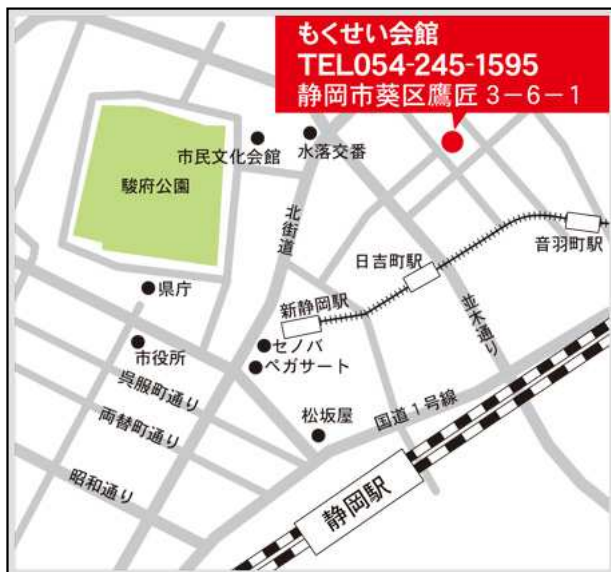 もくせい会館
TEL054-245-1595
静岡市葵区鷹匠3-6-1
市民文化会館
水落交番
駿府公園
北街道
音羽町駅
日吉町駅
県庁
新静岡駅
並木通り
市役所
セノバ
ペガサート
呉服町通り
国道1号線
両替町通り
松坂屋
昭和通り
静岡駅